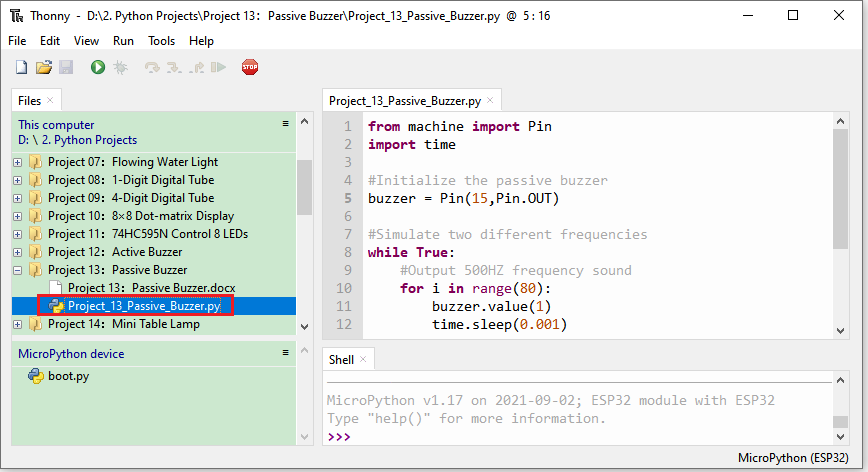 Thonny - D:\2. Python Projects\Project 13：Passive Buzzer\Project_13_Passive_Buzzer.py @ 5 : 16
File Edit View Run Tools Help
STOP
Files
This computer
D: \ 2. Python Projects
Project 07：Flowing Water Light
Project 08：1-Digit Digital Tube
Project 09：4-Digit Digital Tube
Project 10：8×8 Dot-matrix Display
Project 11：74HC595N Control 8 LEDs
Project 12：Active Buzzer
Project 13：Passive Buzzer
Project 13：Passive Buzzer.docx
Project_13_Passive_Buzzer.py
Project 14：Mini Table Lamp
MicroPython device
boot.py
Project_13_Passive_Buzzer.py
1 from machine import Pin
2 import time
3
4 #Initialize the passive buzzer
5 buzzer = Pin(15,Pin.OUT)
6
7 #Simulate two different frequencies
8 while True:
9 #Output 500HZ frequency sound
10 for i in range(80):
11 buzzer.value(1)
12 time.sleep(0.001)
Shell
MicroPython v1.17 on 2021-09-02; ESP32 module with ESP32
Type "help()" for more information.
>>>
MicroPython (ESP32)